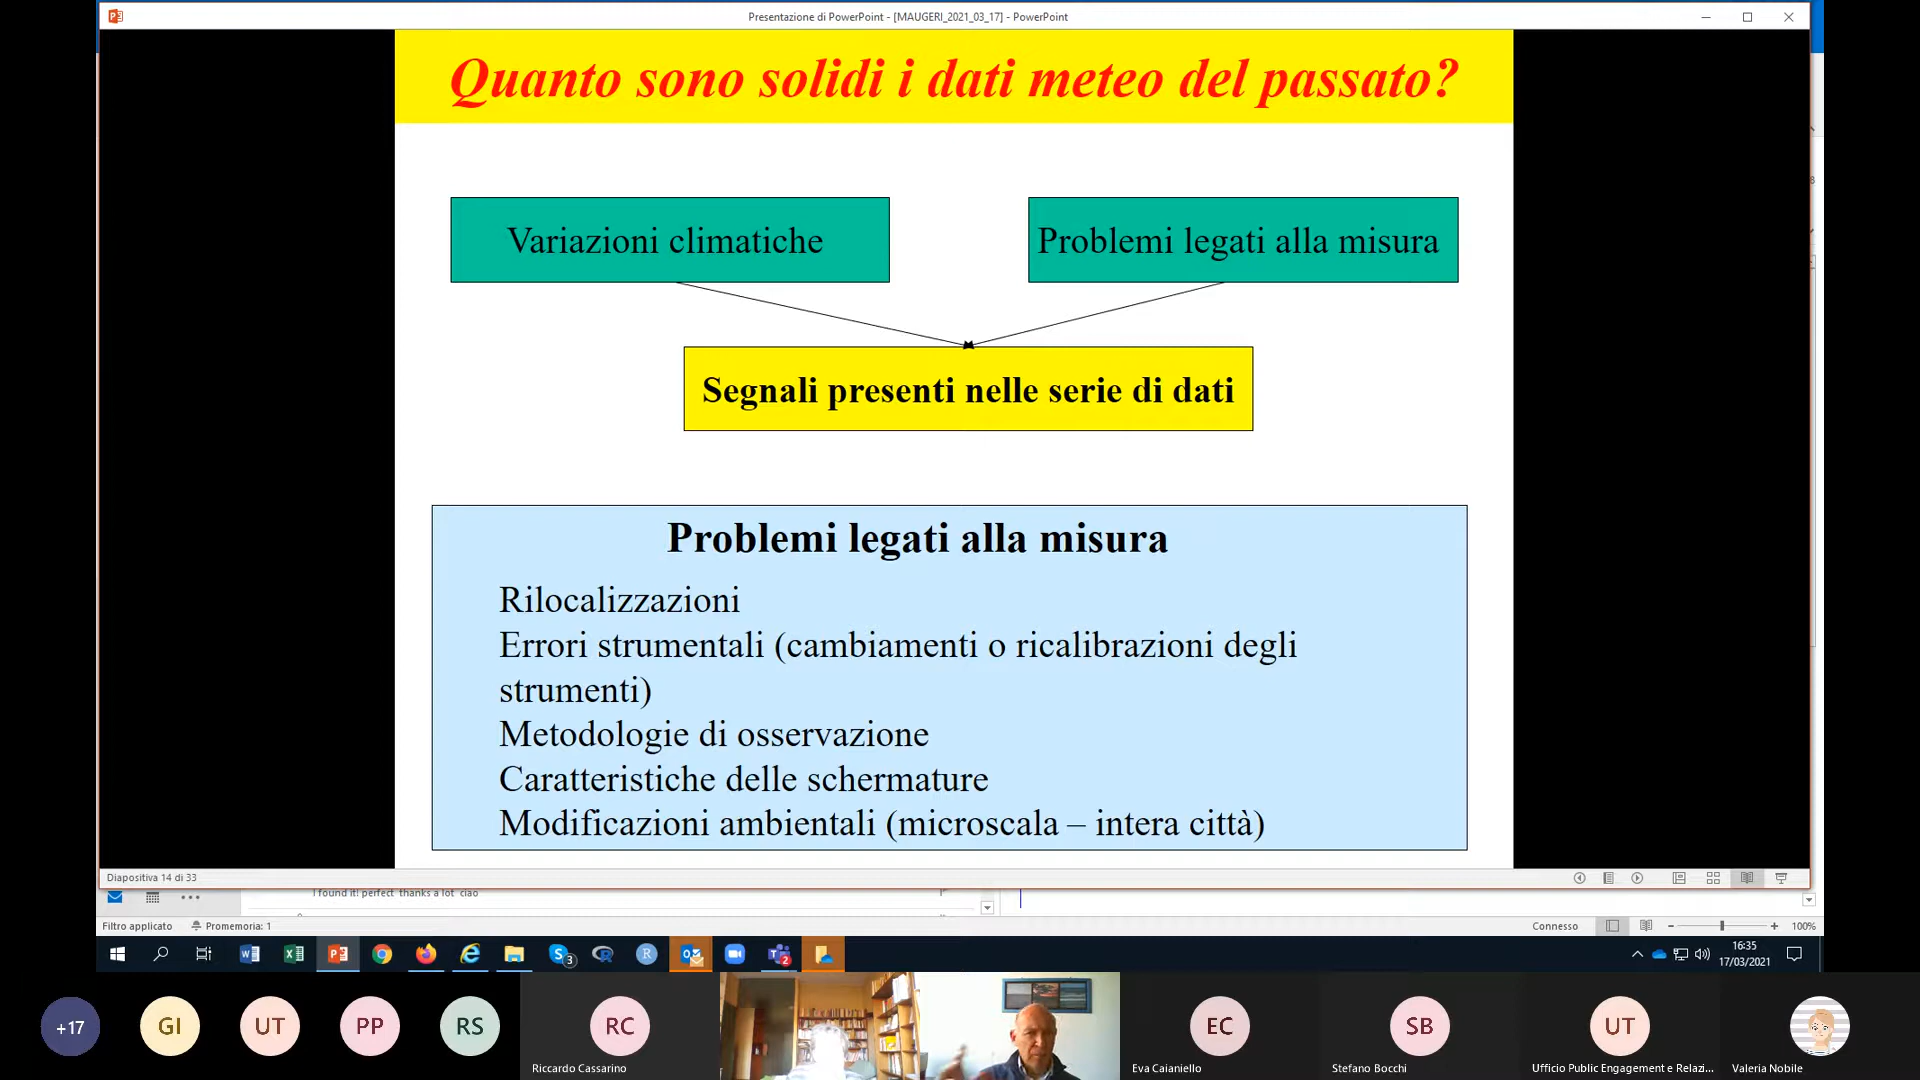 Presentazione di PowerPoint - [MAUGERI_2021_03_17] - PowerPoint
Quanto sono solidi i dati meteo del passato?
Variazioni climatiche
Problemi legati alla misura
Segnali presenti nelle serie di dati
Problemi legati alla misura
Rilocalizzazioni
Errori strumentali (cambiamenti o ricalibrazioni degli
strumenti)
Metodologie di osservazione
Caratteristiche delle schermature
Modificazioni ambientali (microscala – intera città)
Diapositiva 14 di 33
I found it! perfect thanks a lot ciao
Filtro applicato
Promemoria: 1
Connesso
100%
3
2
16:35
17/03/2021
+17
GI
UT
PP
RS
RC
EC
SB
UT
Riccardo Cassarino
Eva Caianiello
Stefano Bocchi
Ufficio Public Engagement e Relazi...
Valeria Nobile